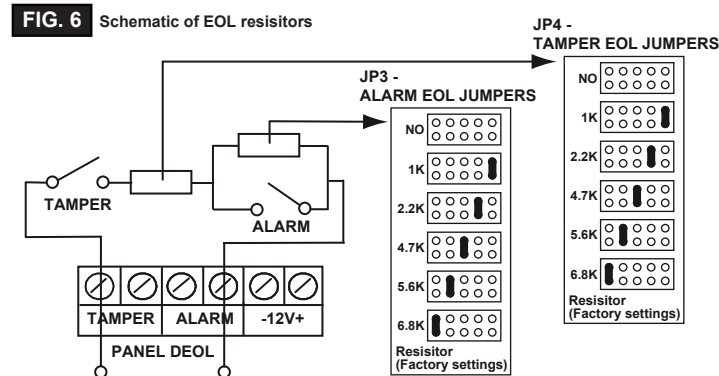 FIG. 6 Schematic of EOL resisitors
JP4 -
TAMPER EOL JUMPERS
NO
1K
2.2K
4.7K
5.6K
6.8K
Resisitor
(Factory settings)
JP3 -
ALARM EOL JUMPERS
NO
1K
2.2K
4.7K
5.6K
6.8K
Resisitor
(Factory settings)
TAMPER
ALARM
TAMPER ALARM -12V+
PANEL DEOL